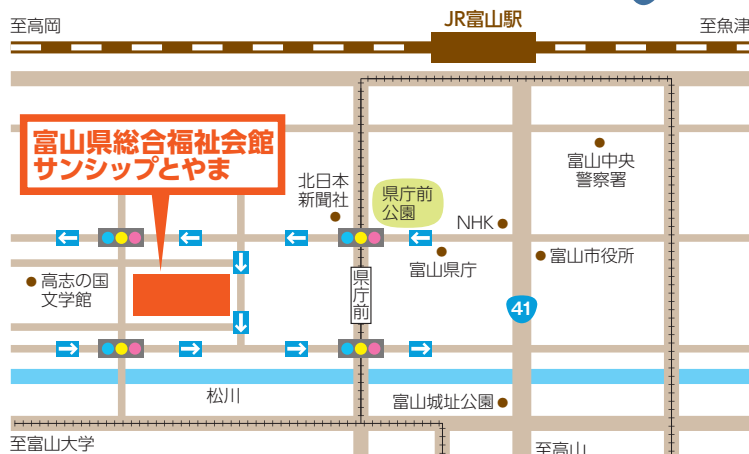 至高岡
JR富山駅
至魚津
富山県総合福祉会館
サンシップとやま
富山中央
警察署
北日本
新聞社
県庁前
公園
NHK
富山県庁
富山市役所
高志の国
文学館
県庁前
41
松川
富山城址公園
至富山大学
至高山